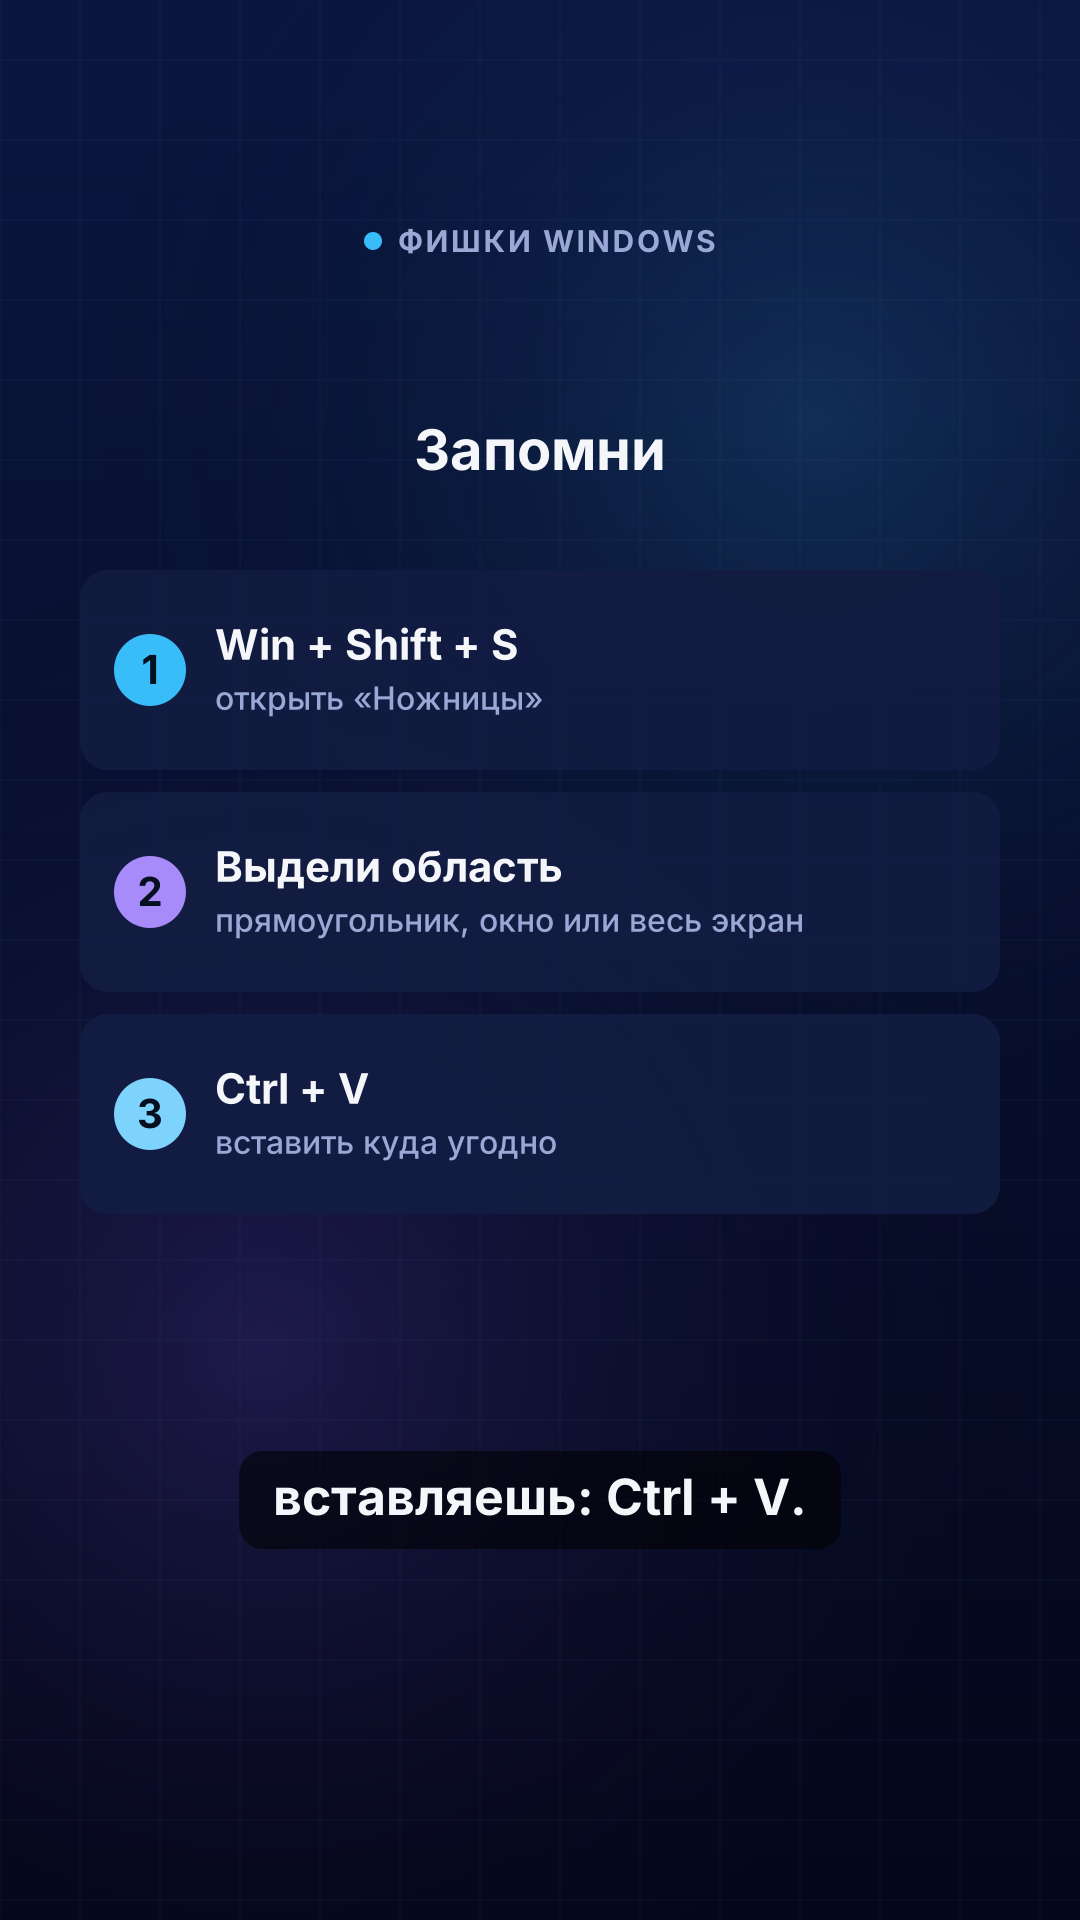 ФИШКИ WINDOWS
Запомни
1
Win + Shift + S
открыть «Ножницы»
2
Выдели область
прямоугольник, окно или весь экран
3
Ctrl + V
вставить куда угодно
вставляешь: Ctrl + V.